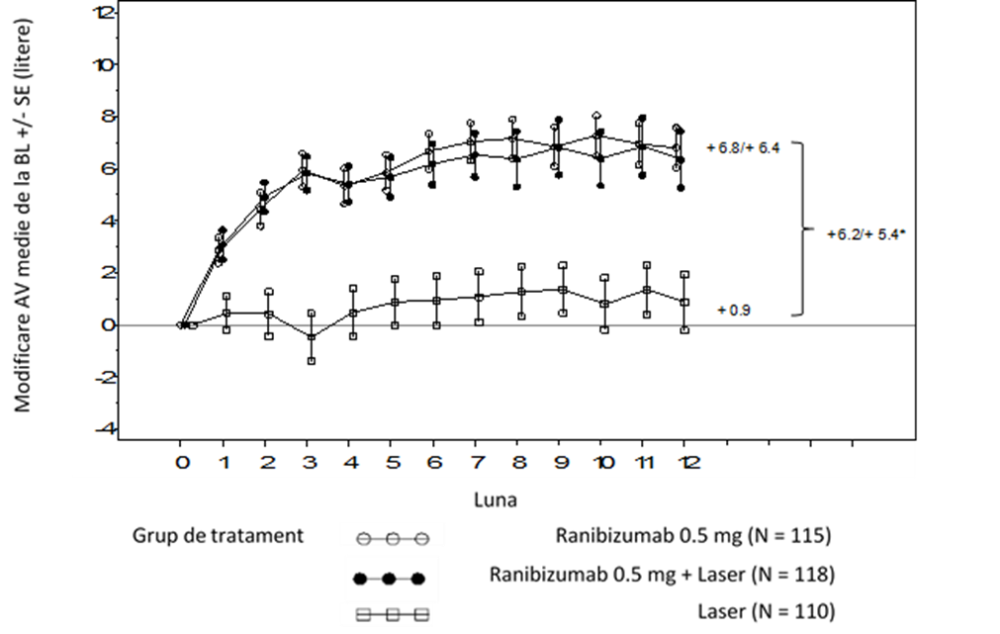 Modificare AV medie de la BL +/- SE (litere)
12
10
8
6
4
2
0
-2
-4
+ 6.8/+ 6.4
+6.2/+ 5.4*
+ 0.9
0 1 2 3 4 5 6 7 8 9 10 11 12
Luna
Grup de tratament
Ranibizumab 0.5 mg (N = 115)
Ranibizumab 0.5 mg + Laser (N = 118)
Laser (N = 110)